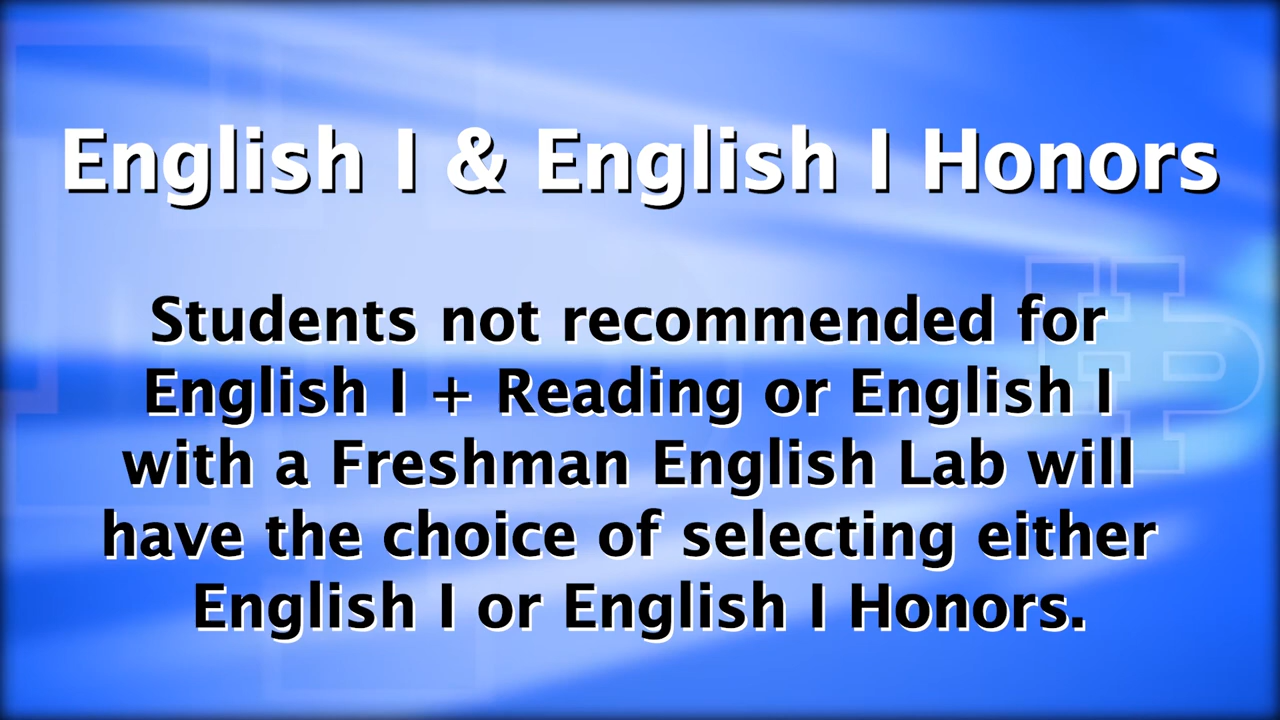 English I & English I Honors
Students not recommended for
English I + Reading or English I
with a Freshman English Lab will
have the choice of selecting either
English I or English I Honors.